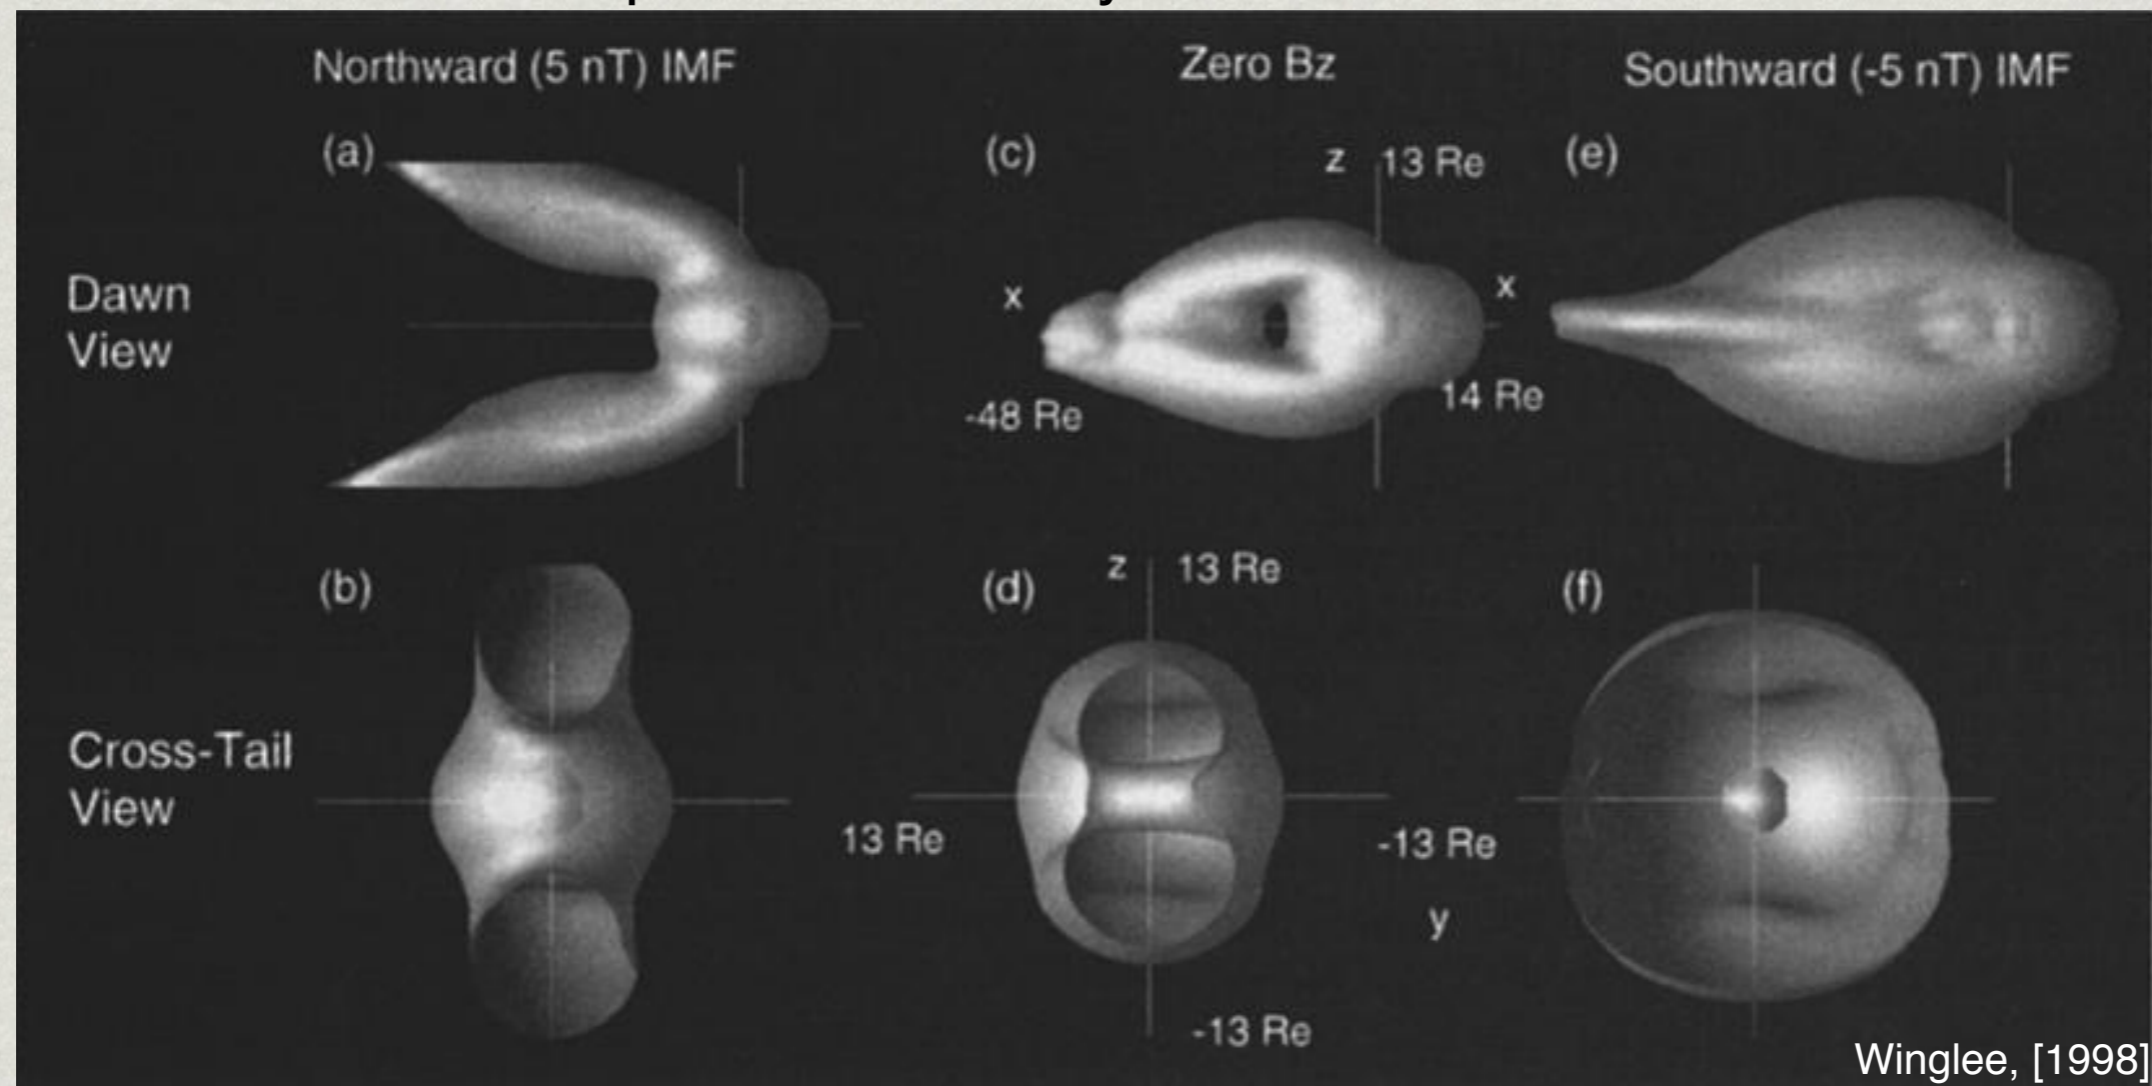 Northward (5 nT) IMF
Zero Bz
Southward (-5 nT) IMF
(a)
(c)
z 13 Re
(e)
Dawn
View
x
x
-48 Re
14 Re
(b)
(d)
z 13 Re
(f)
Cross-Tail
View
13 Re
-13 Re
y
-13 Re
Winglee, [1998]